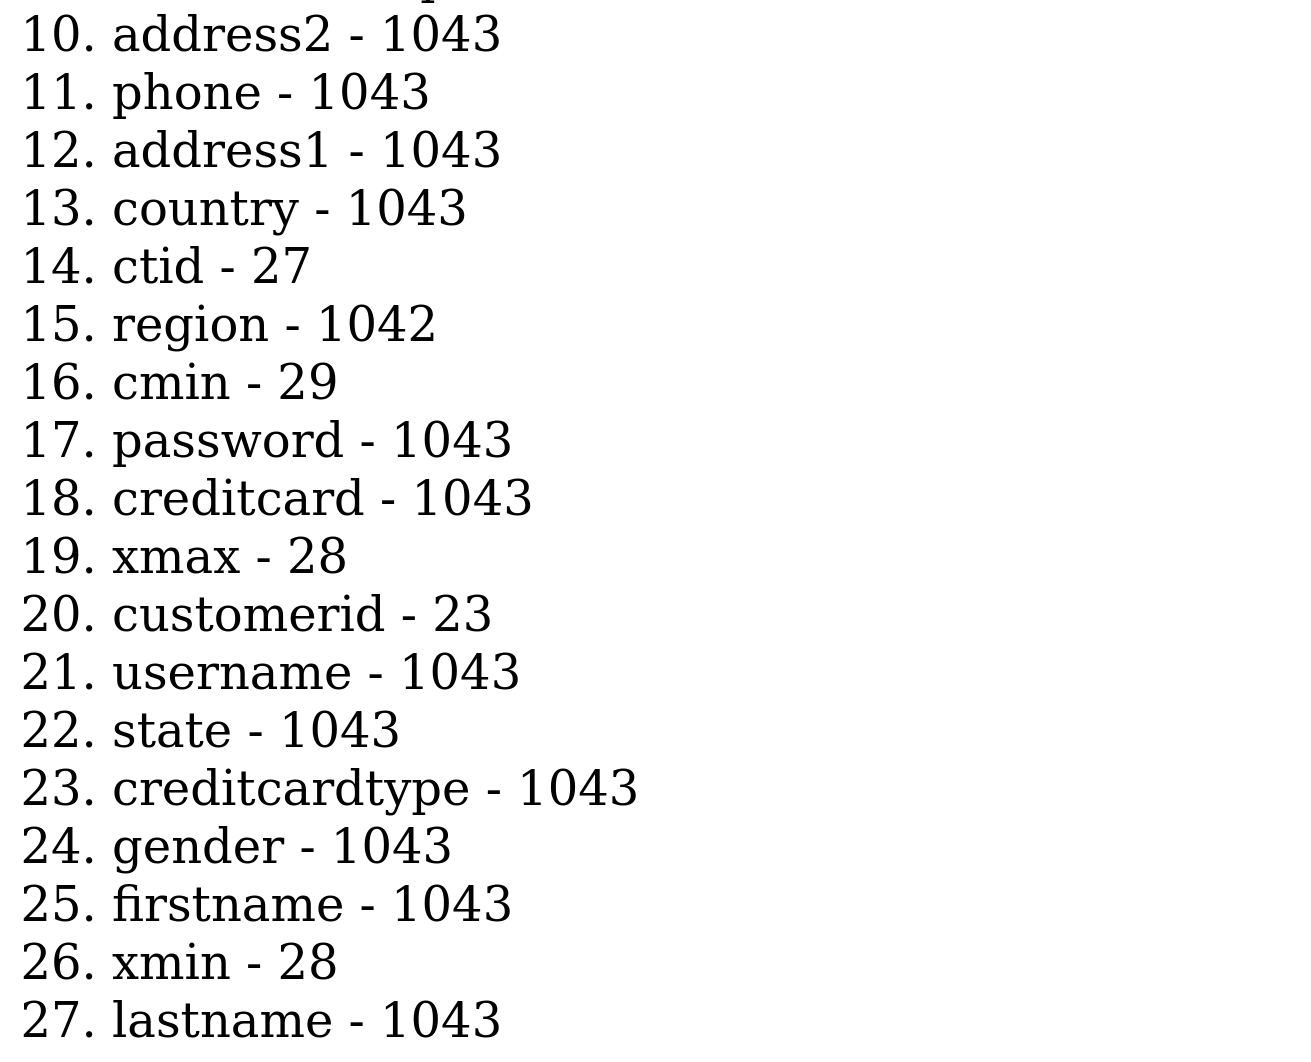 10. address2 - 1043
11. phone - 1043
12. address1 - 1043
13. country - 1043
14. ctid - 27
15. region - 1042
16. cmin - 29
17. password - 1043
18. creditcard - 1043
19. xmax - 28
20. customerid - 23
21. username - 1043
22. state - 1043
23. creditcardtype - 1043
24. gender - 1043
25. firstname - 1043
26. xmin - 28
27. lastname - 1043